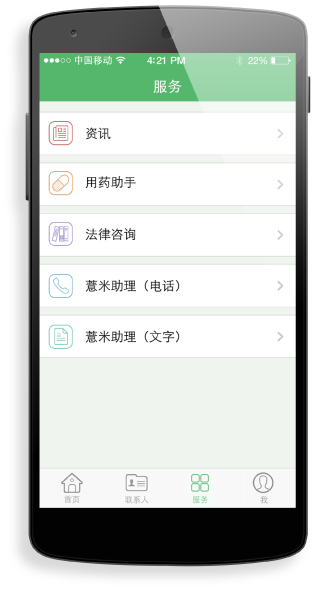 中国移动 4:21 PM 22%
服务
资讯
用药助手
法律咨询
薏米助理（电话）
薏米助理（文字）
首页 联系人 服务 我